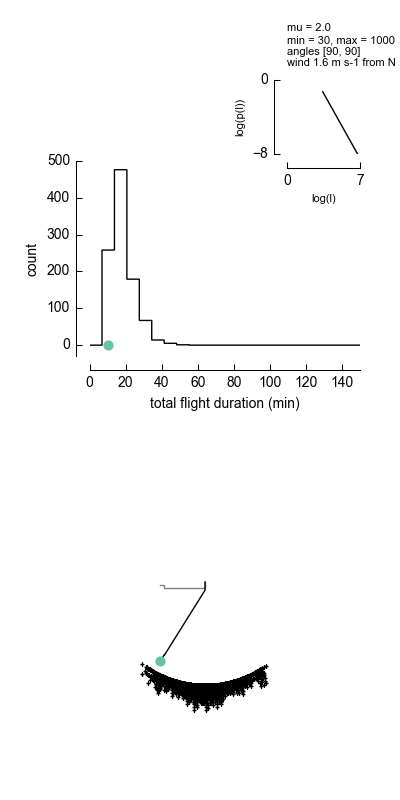 mu = 2.0
min = 30, max = 1000
angles [90, 90]
wind 1.6 m s-1 from N
0
log(p(l))
−8
0 7
log(l)
500
400
300
count
200
100
0
0 20 40 60 80 100 120 140
total flight duration (min)